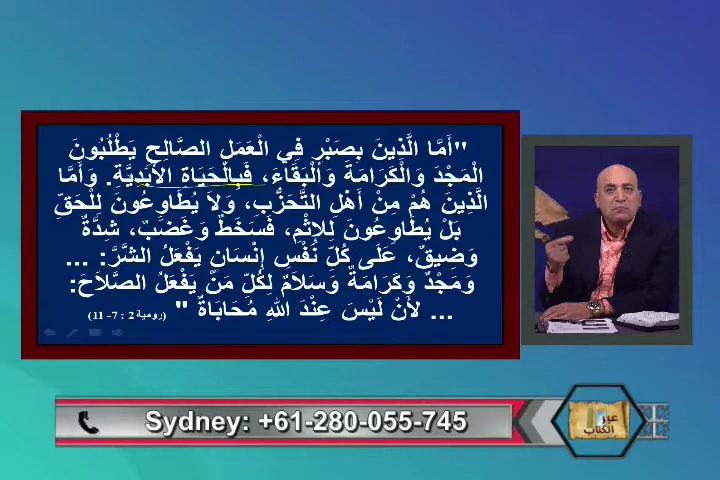 "أَمَّا الَّذِينَ بِصَبْرٍ فِي الْعَمَلِ الصَّالِحِ يَطْلُبُونَ
الْمَجْدَ وَالْكَرَامَةَ وَالْبَقَاءَ، فَبِالْحَيَاةِ الأَبَدِيَّةِ. وَأَمَّا
الَّذِينَ هُمْ مِنْ أَهْلِ التَّحَزُّبِ، وَلاَ يُطَاوِعُونَ لِلْحَقِّ
بَلْ يُطَاوِعُونَ لِلإِثْمِ، فَسَخَطٌ وَغَضَبٌ، شِدَّةٌ
وَضِيقٌ، عَلَى كُلِّ نَفْسِ إِنْسَانٍ يَفْعَلُ الشَّرَّ: ...
وَمَجْدٌ وَكَرَامَةٌ وَسَلاَمٌ لِكُلِّ مَنْ يَفْعَلُ الصَّلاَحَ:
... لأَنْ لَيْسَ عِنْدَ اللهِ مُحَابَاةٌ " (رومية 2 : 7- 11)
Sydney: +61-280-055-745
عبر
الكتاب